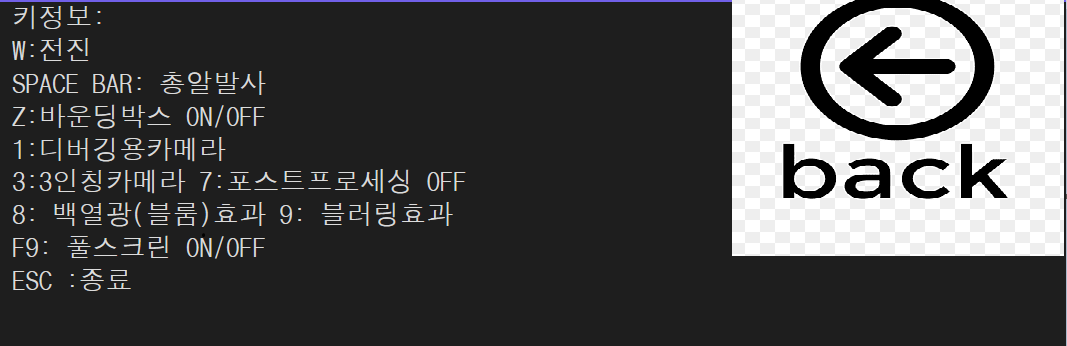 키정보:
W:전진
SPACE BAR: 총알발사
Z:바운딩박스 ON/OFF
1:디버깅용카메라
3:3인칭카메라 7:포스트프로세싱 OFF
8: 백열광(블룸)효과 9: 블러링효과
F9: 풀스크린 ON/OFF
ESC :종료
back